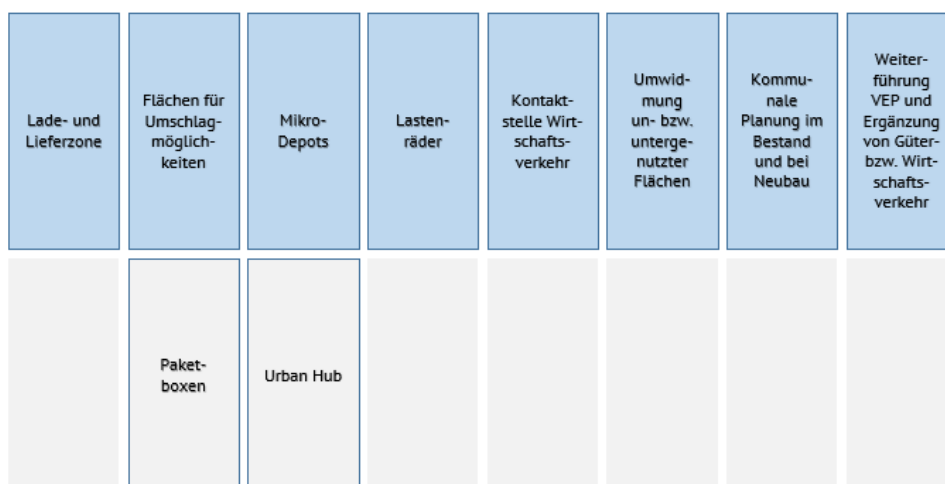 Lade- und
Lieferzone
Flächen für
Umschlag-
möglich-
keiten
Mikro-
Depots
Lasten-
räder
Kontakt-
stelle Wirt-
schafts-
verkehr
Umwid-
mung
un- bzw.
unterge-
nutzter
Flächen
Kommu-
nale
Planung im
Bestand
und bei
Neubau
Weiter-
führung
VEP und
Ergänzung
von Güter-
bzw. Wirt-
schafts-
verkehr
Paket-
boxen
Urban Hub